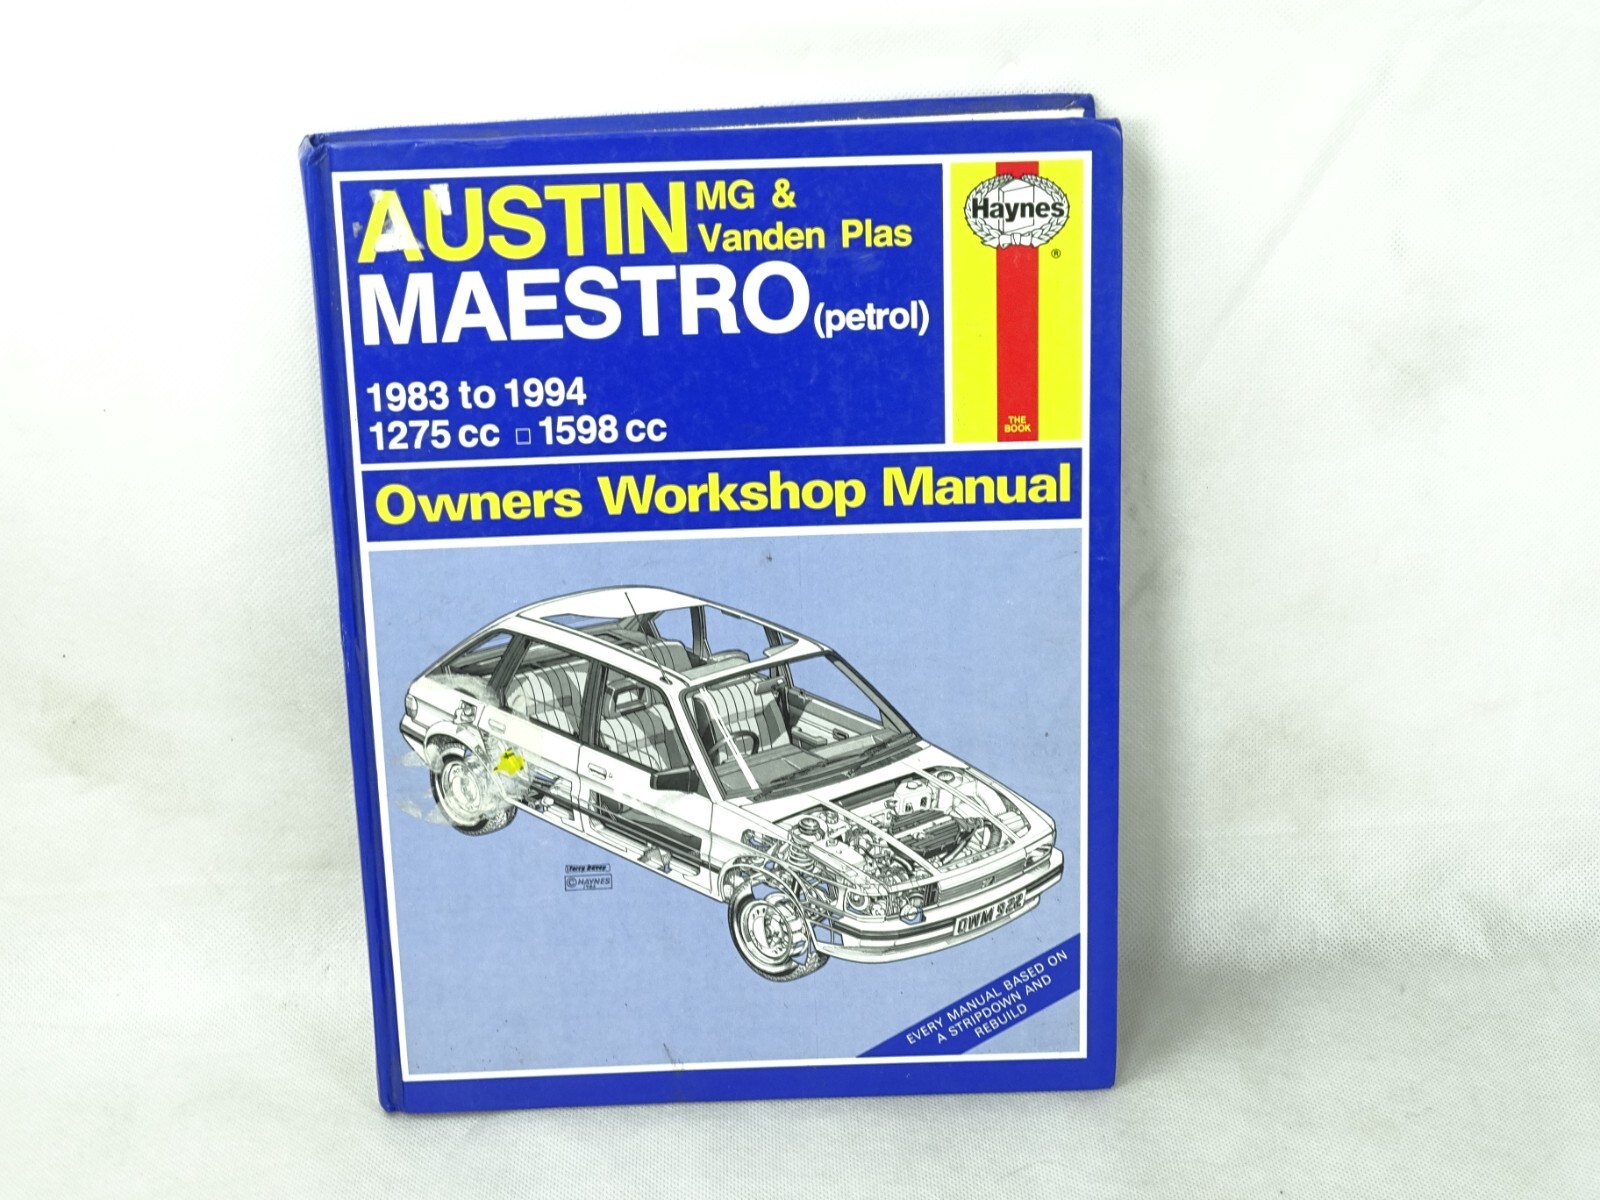 AUSTIN MG &
Vanden Plas
MAESTRO (petrol)
1983 to 1994
1275 cc □ 1598 cc
Haynes
®
THE
BOOK
Owners Workshop Manual
© HAYNES
OWM 922
EVERY MANUAL BASED ON
A STRIPDOWN AND
REBUILD